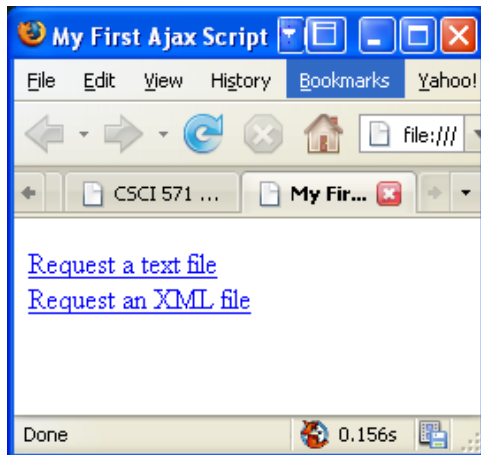 My First Ajax Script
File Edit View History Bookmarks Yahoo!
file:///
CSCI 571 ... My Fir...
Request a text file
Request an XML file
Done 0.156s